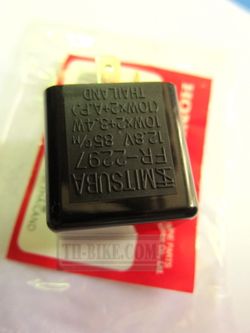 MITSUBA
FR-2297
12.8V 85c/m
10W×2+3.4W
(10W×2+A.P.)
THAILAND
TH-BIKE.COM